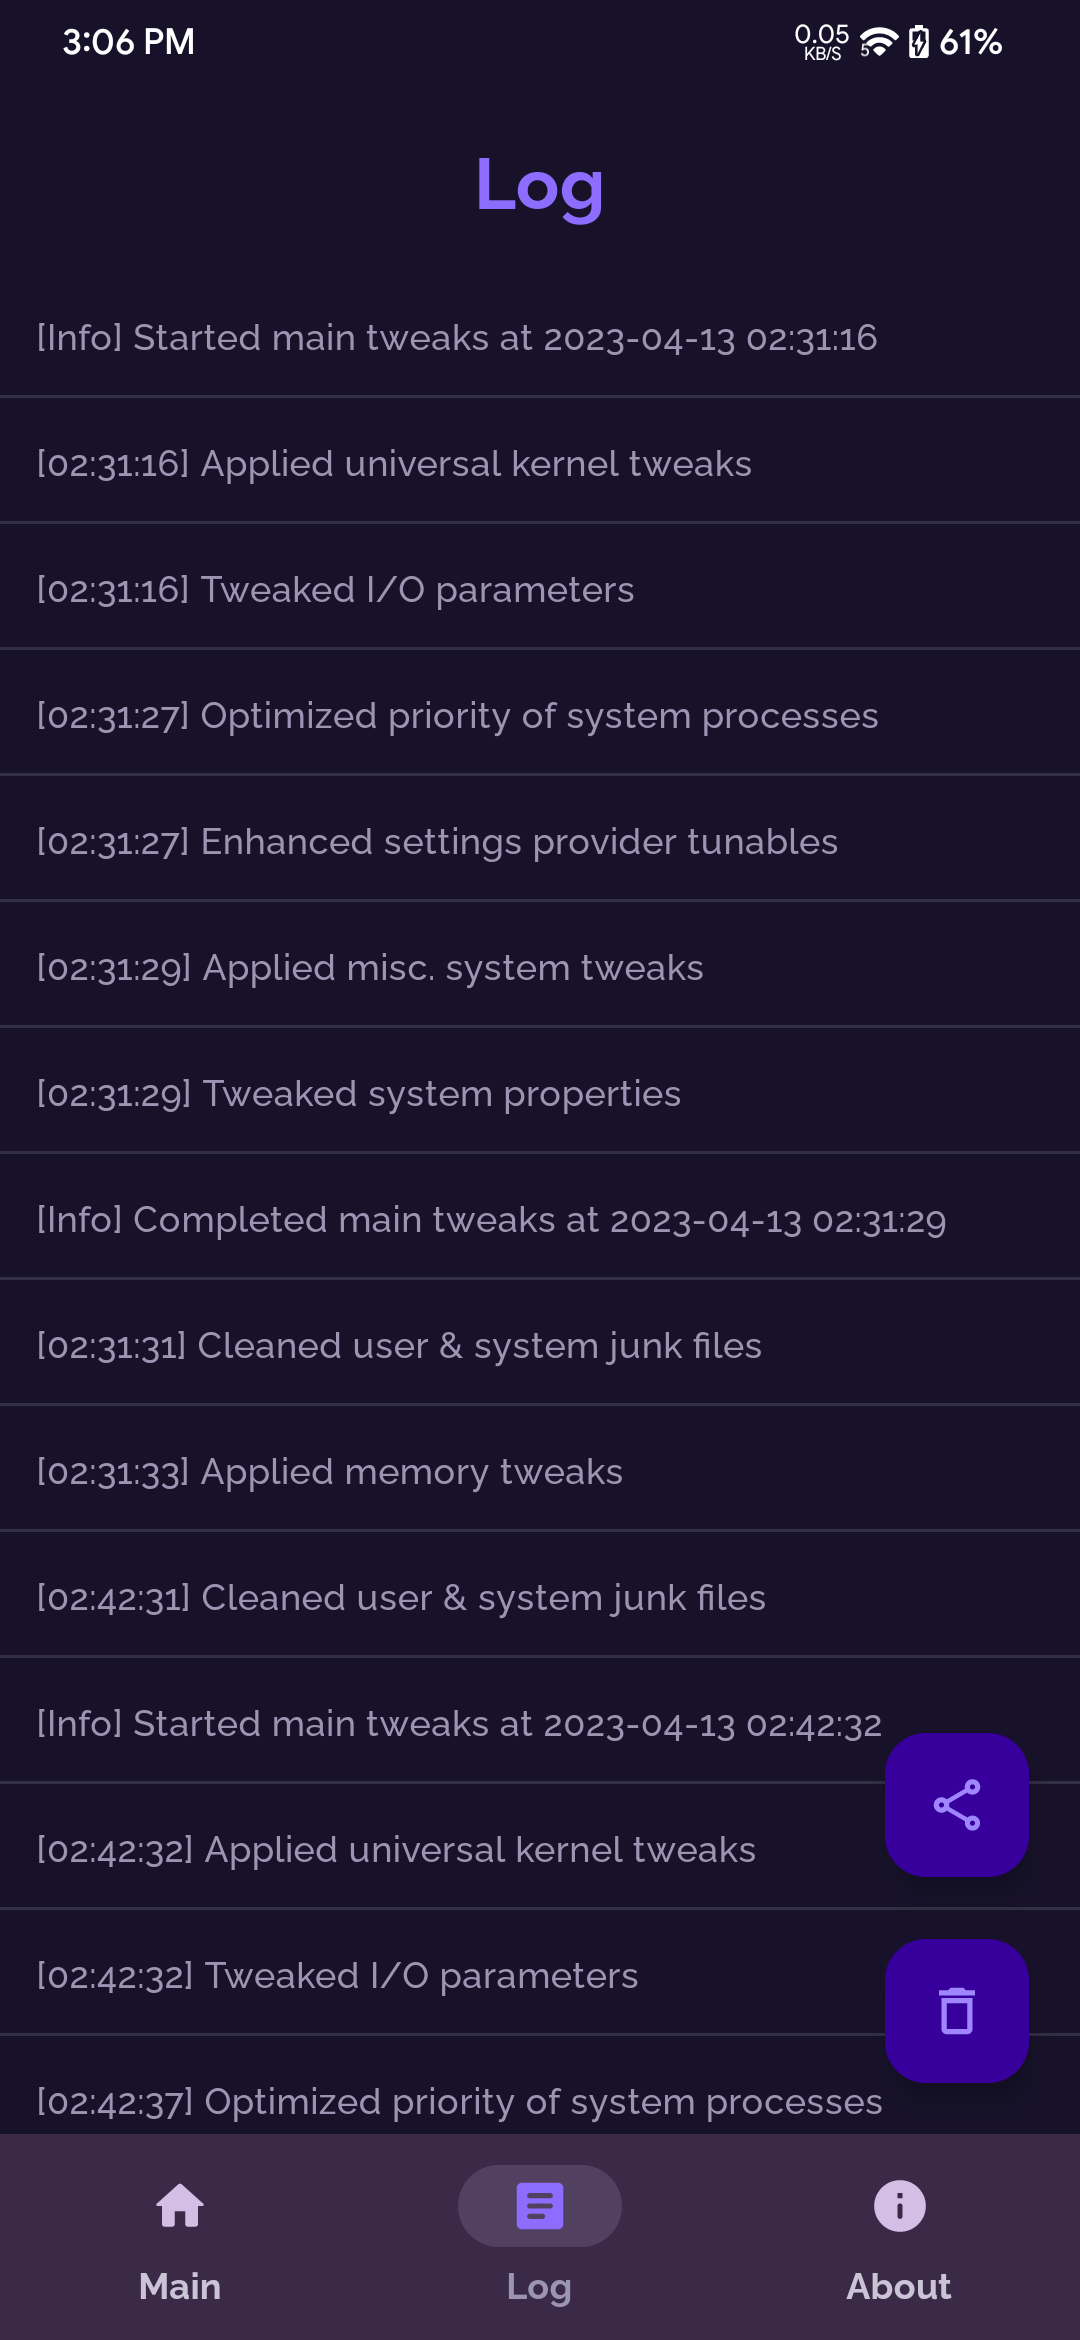 3:06 PM
0.05
KB/S
5
61%
Log
[Info] Started main tweaks at 2023-04-13 02:31:16
[02:31:16] Applied universal kernel tweaks
[02:31:16] Tweaked I/O parameters
[02:31:27] Optimized priority of system processes
[02:31:27] Enhanced settings provider tunables
[02:31:29] Applied misc. system tweaks
[02:31:29] Tweaked system properties
[Info] Completed main tweaks at 2023-04-13 02:31:29
[02:31:31] Cleaned user & system junk files
[02:31:33] Applied memory tweaks
[02:42:31] Cleaned user & system junk files
[Info] Started main tweaks at 2023-04-13 02:42:32
[02:42:32] Applied universal kernel tweaks
[02:42:32] Tweaked I/O parameters
[02:42:37] Optimized priority of system processes
Main
Log
About